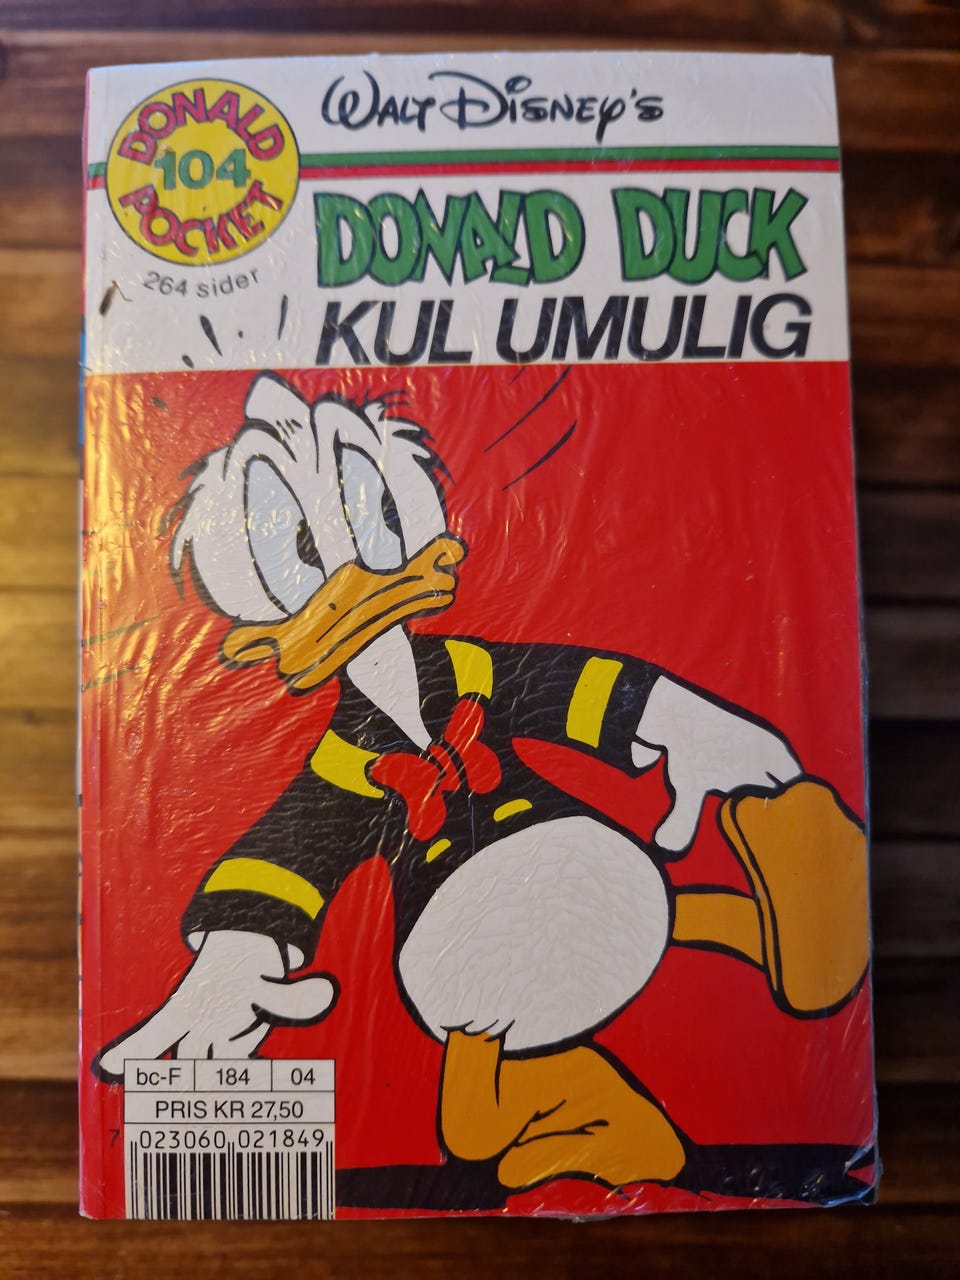 WALT DISNEY'S
DONALD
104
POCKET
264 sider
DONALD DUCK
KUL UMULIG
bc-F 184 04
PRIS KR 27,50
7 023060 021849